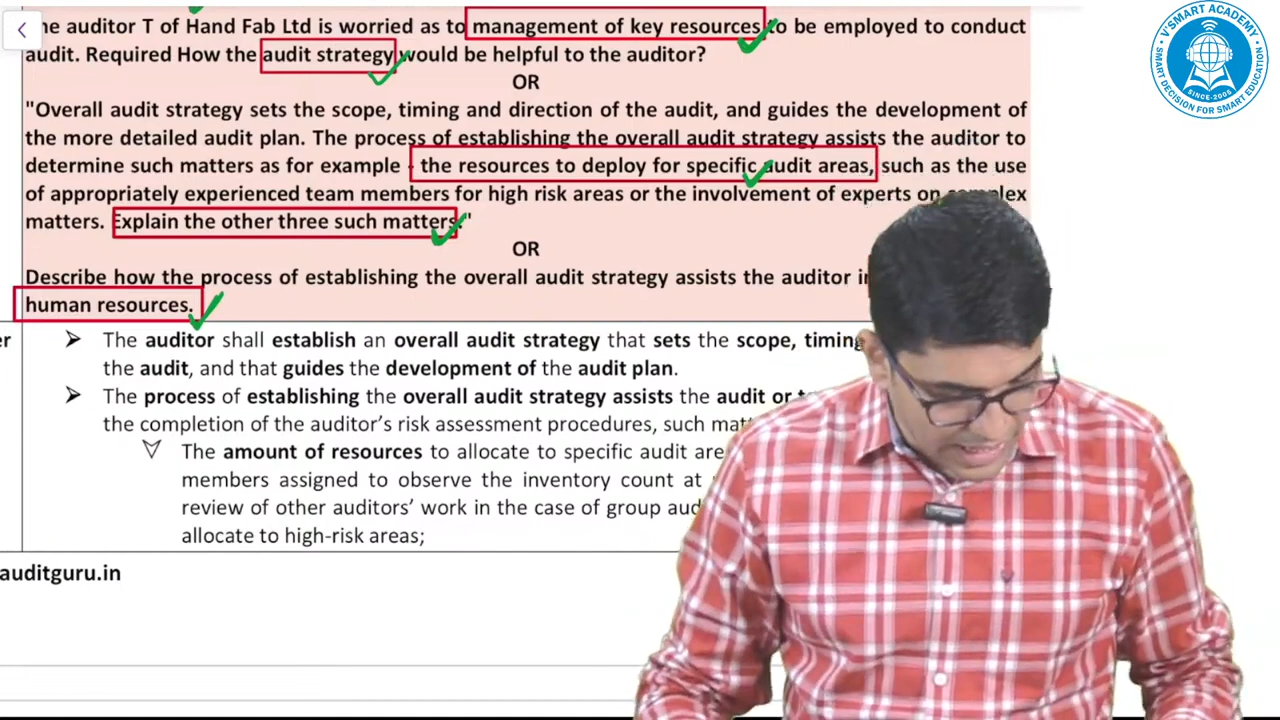 he auditor T of Hand Fab Ltd is worried as to management of key resources to be employed to conduct
audit. Required How the audit strategy would be helpful to the auditor?
OR
"Overall audit strategy sets the scope, timing and direction of the audit, and guides the development of
the more detailed audit plan. The process of establishing the overall audit strategy assists the auditor to
determine such matters as for example - the resources to deploy for specific audit areas, such as the use
of appropriately experienced team members for high risk areas or the involvement of experts on
matters. Explain the other three such matters."
OR
Describe how the process of establishing the overall audit strategy assists the auditor
human resources.
The auditor shall establish an overall audit strategy that sets the scope, timing
the audit, and that guides the development of the audit plan.
The process of establishing the overall audit strategy assists the audit or
the completion of the auditor's risk assessment procedures, such
The amount of resources to allocate to specific audit
members assigned to observe the inventory count at
review of other auditors' work in the case of group
allocate to high-risk areas;
auditguru.in
VSMART ACADEMY
SINCE-2005
SMART DECISION FOR SMART EDUCATION